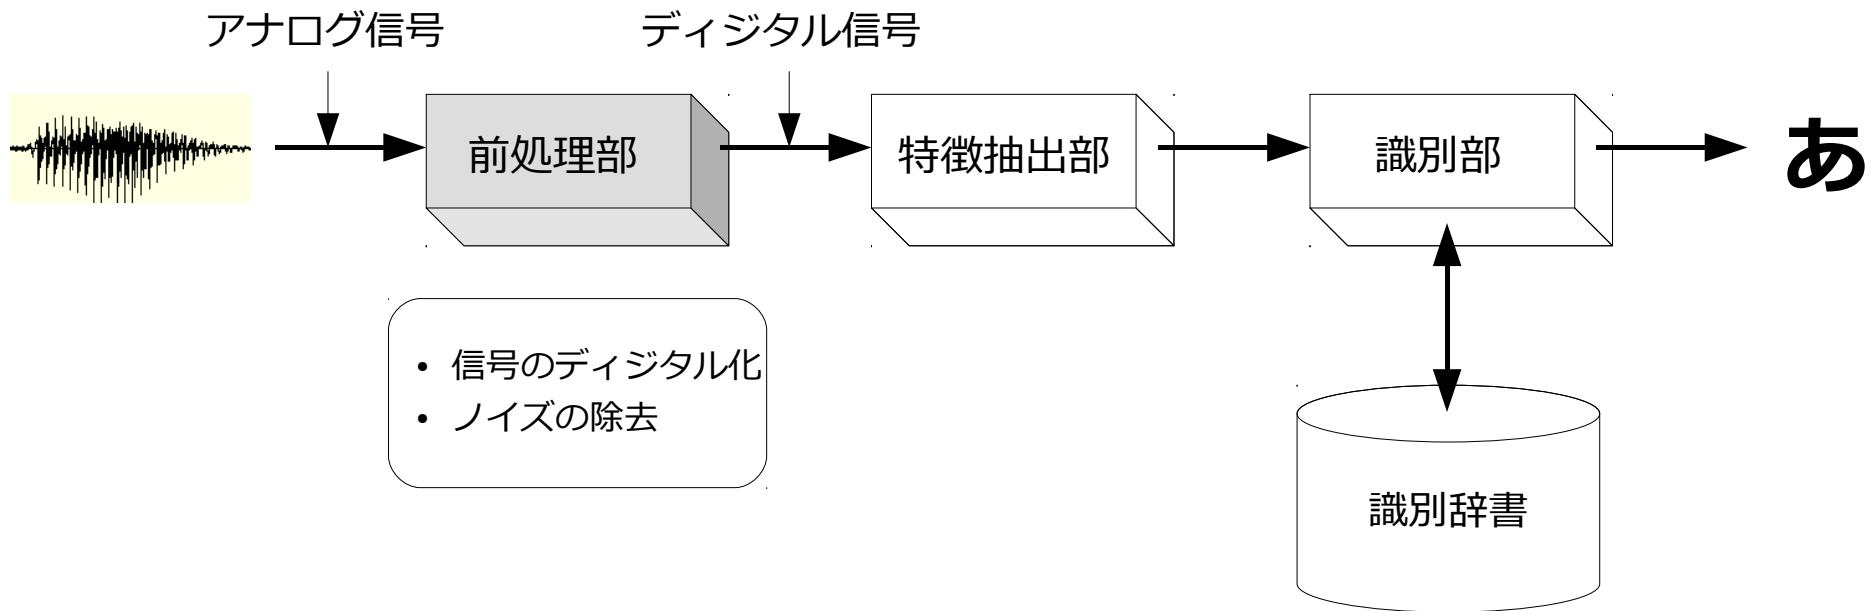 アナログ信号
ディジタル信号
前処理部
特徴抽出部
識別部
あ
• 信号のディジタル化
• ノイズの除去
識別辞書